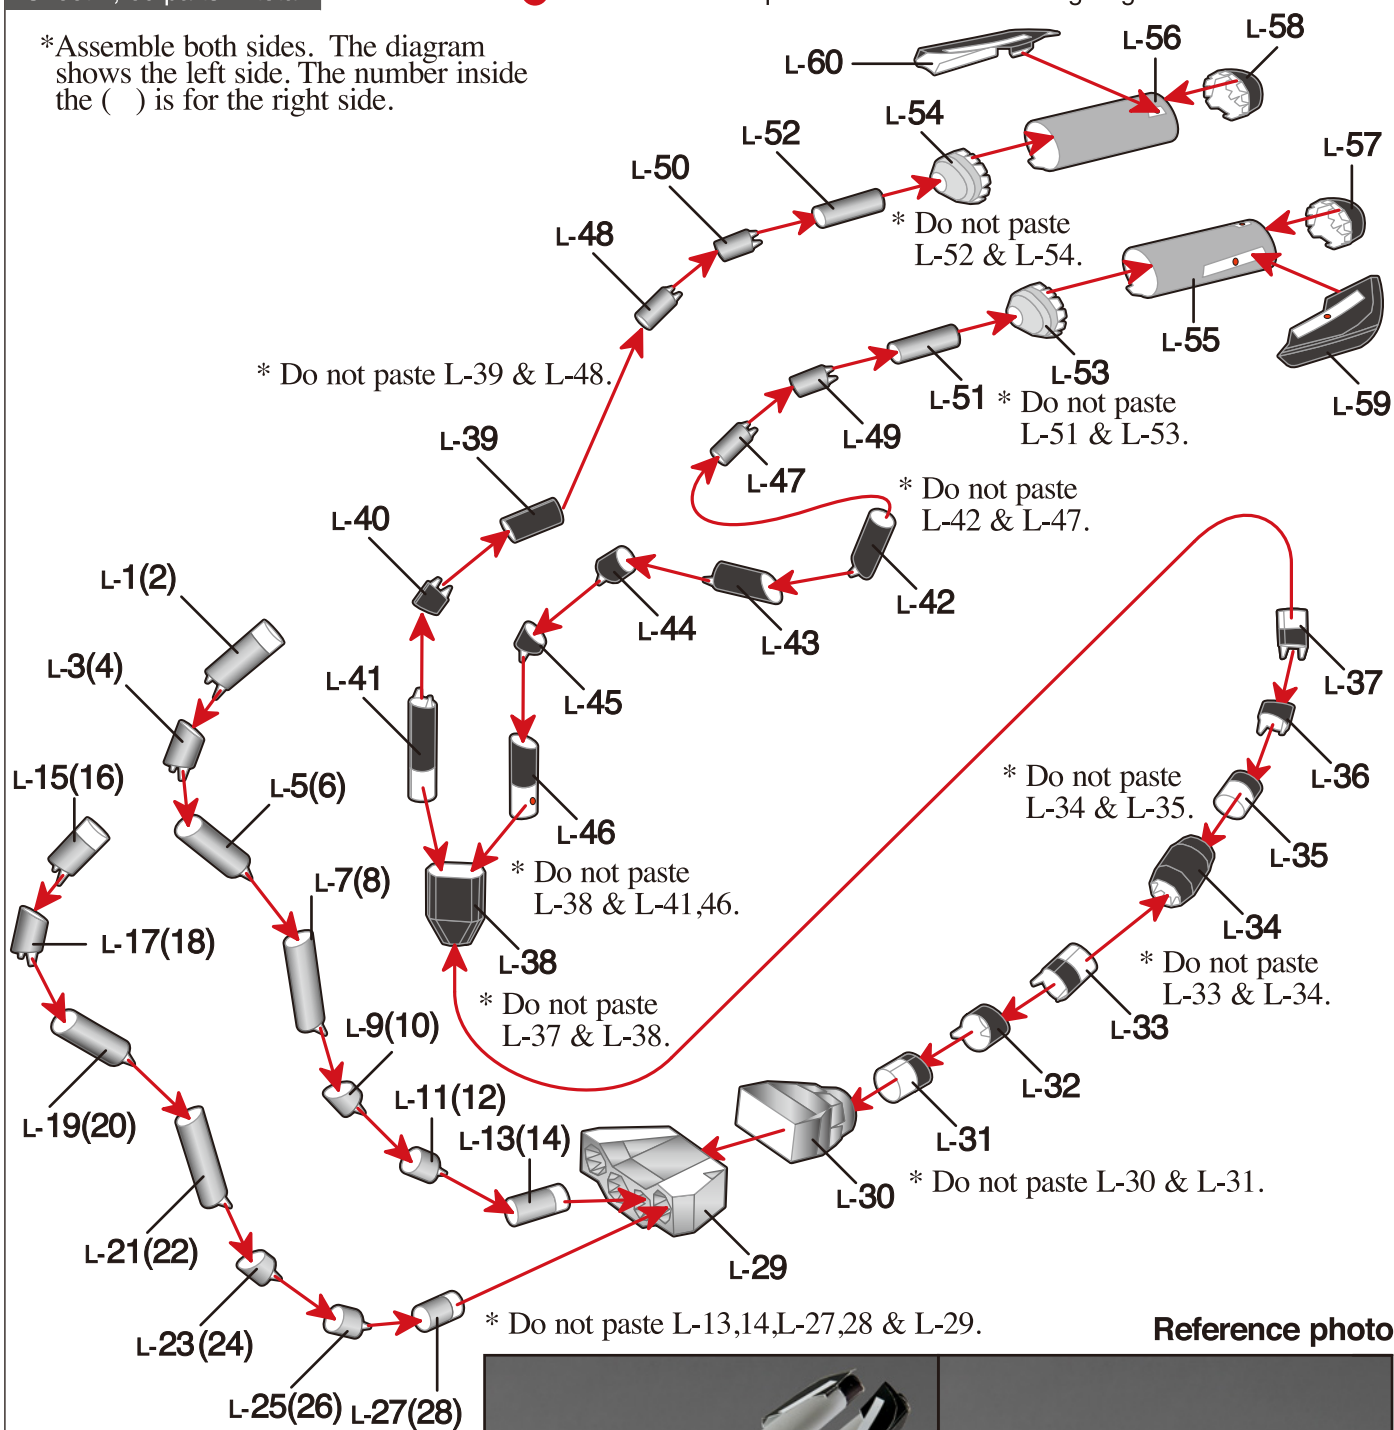 *Assemble both sides. The diagram
shows the left side. The number inside
the ( ) is for the right side.
L-60
L-56
L-58
L-54
L-52
L-57
L-50
* Do not paste
L-52 & L-54.
L-48
L-55
L-53
L-59
* Do not paste L-39 & L-48.
L-51
* Do not paste
L-51 & L-53.
L-49
L-39
L-47
* Do not paste
L-42 & L-47.
L-40
L-1(2)
L-42
L-44
L-43
L-3(4)
L-41
L-37
L-45
L-15(16)
L-5(6)
L-36
* Do not paste
L-34 & L-35.
L-46
L-35
L-7(8)
* Do not paste
L-38 & L-41,46.
L-17(18)
L-34
L-38
* Do not paste
L-33 & L-34.
* Do not paste
L-37 & L-38.
L-33
L-9(10)
L-32
L-19(20)
L-11(12)
L-13(14)
L-31
L-30
* Do not paste L-30 & L-31.
L-21(22)
L-29
* Do not paste L-13,14,L-27,28 & L-29.
L-23(24)
Reference photo
L-25(26)
L-27(28)